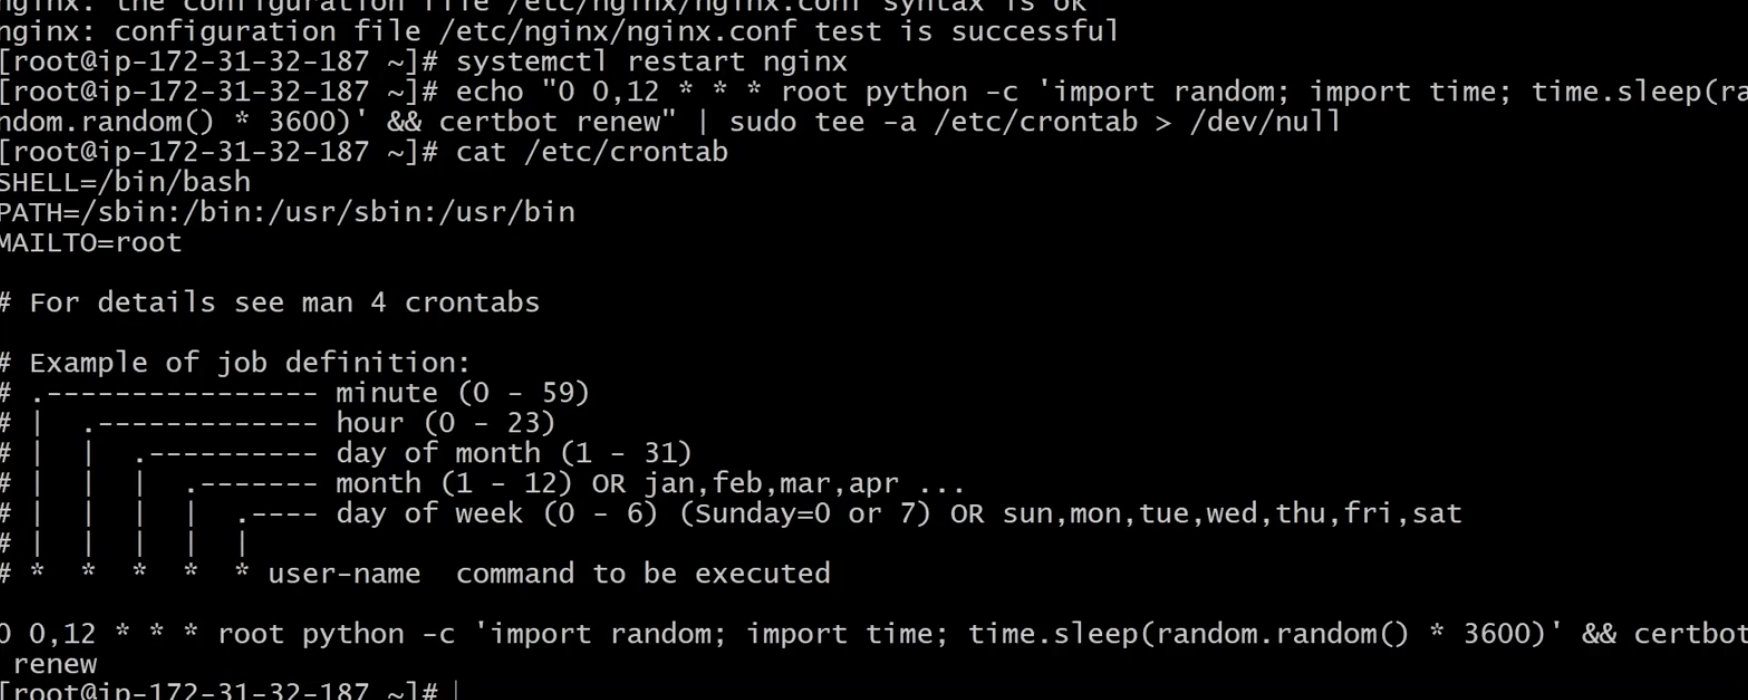 nginx: the configuration file /etc/nginx/nginx.conf syntax is ok
nginx: configuration file /etc/nginx/nginx.conf test is successful
[root@ip-172-31-32-187 ~]# systemctl restart nginx
[root@ip-172-31-32-187 ~]# echo "0 0,12 * * * root python -c 'import random; import time; time.sleep(ra
ndom.random() * 3600)' && certbot renew" | sudo tee -a /etc/crontab > /dev/null
[root@ip-172-31-32-187 ~]# cat /etc/crontab
SHELL=/bin/bash
PATH=/sbin:/bin:/usr/sbin:/usr/bin
MAILTO=root

# For details see man 4 crontabs

# Example of job definition:
# .---------------- minute (0 - 59)
# |  .------------- hour (0 - 23)
# |  |  .---------- day of month (1 - 31)
# |  |  |  .------- month (1 - 12) OR jan,feb,mar,apr ...
# |  |  |  |  .---- day of week (0 - 6) (Sunday=0 or 7) OR sun,mon,tue,wed,thu,fri,sat
# |  |  |  |  |
# *  *  *  *  * user-name  command to be executed

0 0,12 * * * root python -c 'import random; import time; time.sleep(random.random() * 3600)' && certbot
 renew
[root@ip-172-31-32-187 ~]#